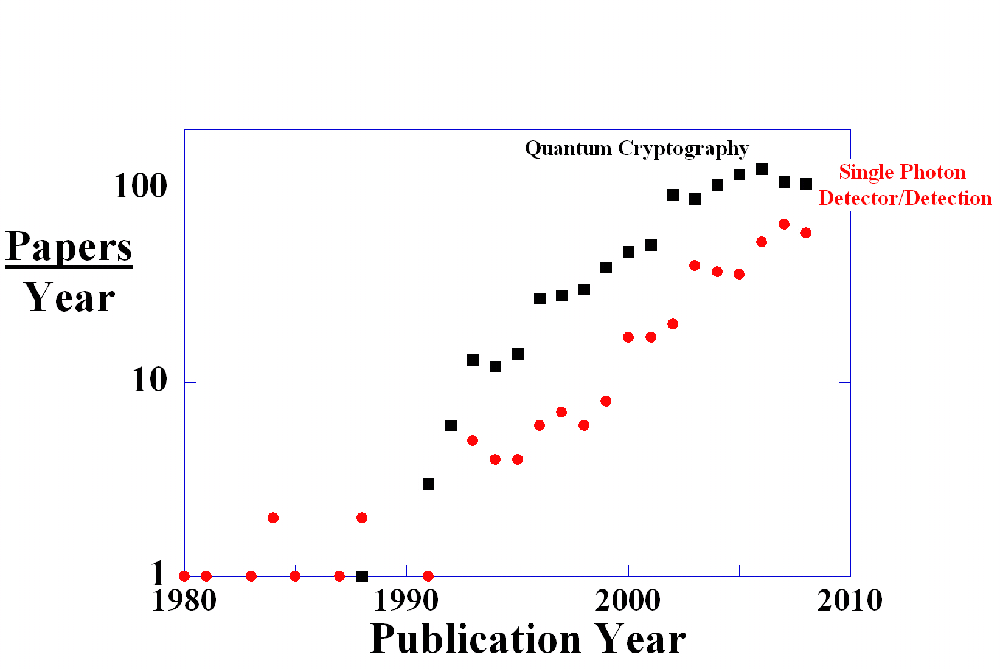 Quantum Cryptography
Single Photon
Detector/Detection
100
Papers
Year
10
1
1980
1990
2000
2010
Publication Year